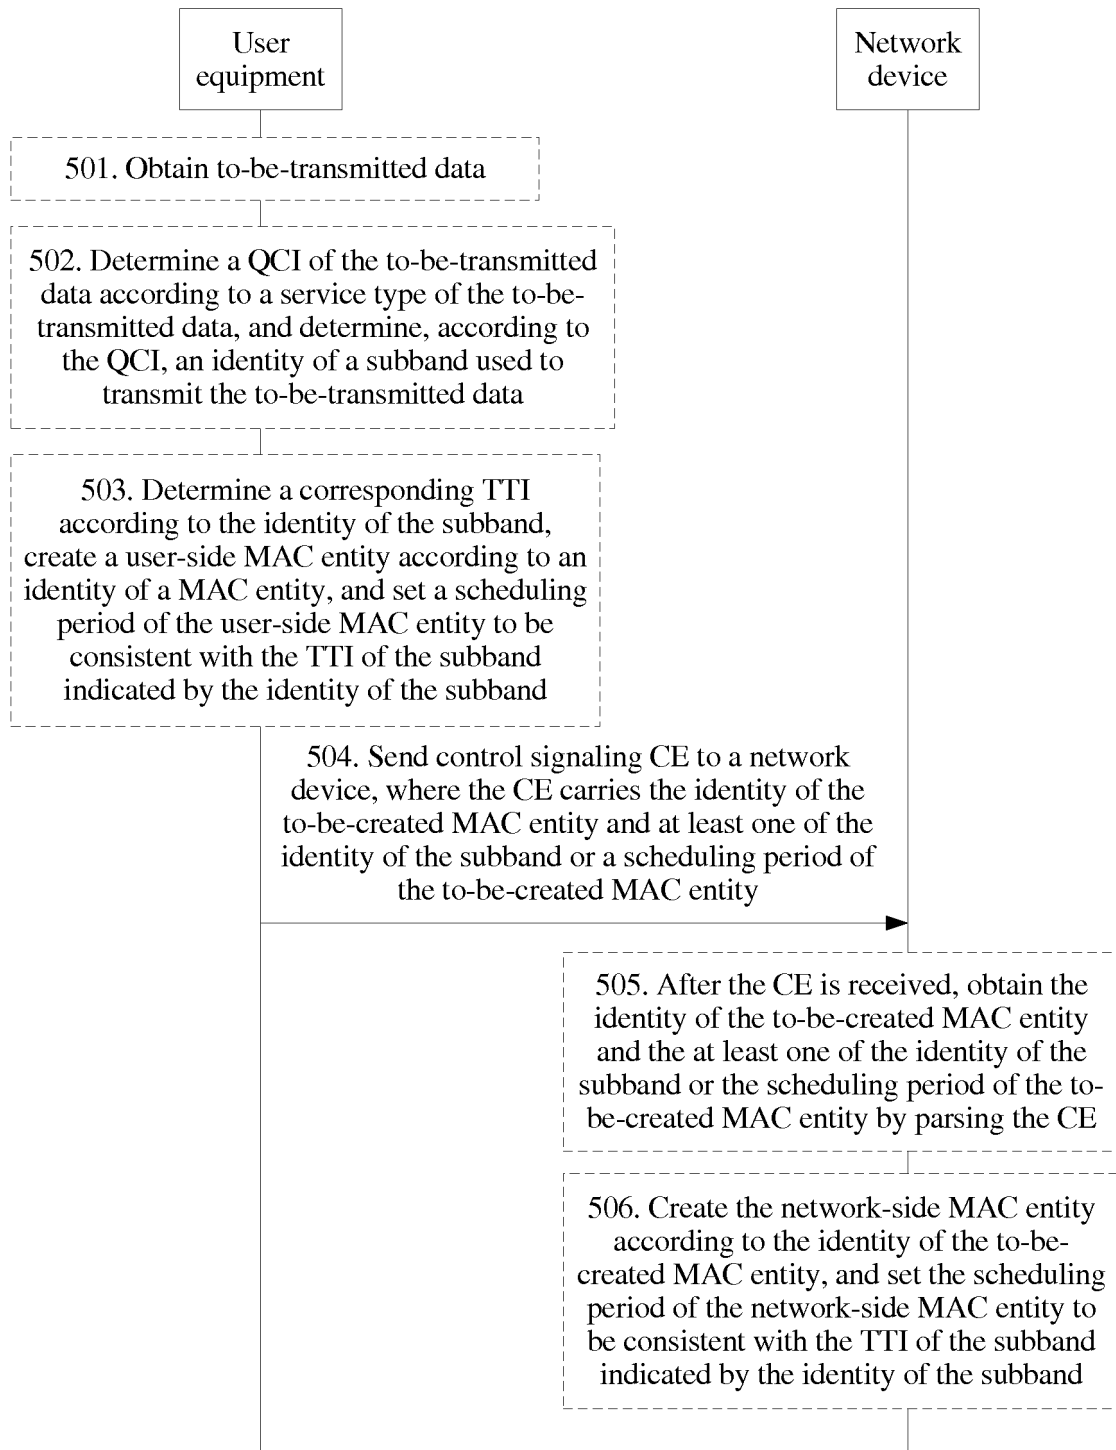 User
equipment
Network
device
501. Obtain to-be-transmitted data
502. Determine a QCI of the to-be-transmitted
data according to a service type of the to-be-
transmitted data, and determine, according to
the QCI, an identity of a subband used to
transmit the to-be-transmitted data
503. Determine a corresponding TTI
according to the identity of the subband,
create a user-side MAC entity according to an
identity of a MAC entity, and set a scheduling
period of the user-side MAC entity to be
consistent with the TTI of the subband
indicated by the identity of the subband
504. Send control signaling CE to a network
device, where the CE carries the identity of the
to-be-created MAC entity and at least one of the
identity of the subband or a scheduling period of
the to-be-created MAC entity
505. After the CE is received, obtain the
identity of the to-be-created MAC entity
and the at least one of the identity of the
subband or the scheduling period of the to-
be-created MAC entity by parsing the CE
506. Create the network-side MAC entity
according to the identity of the to-be-
created MAC entity, and set the scheduling
period of the network-side MAC entity to
be consistent with the TTI of the subband
indicated by the identity of the subband